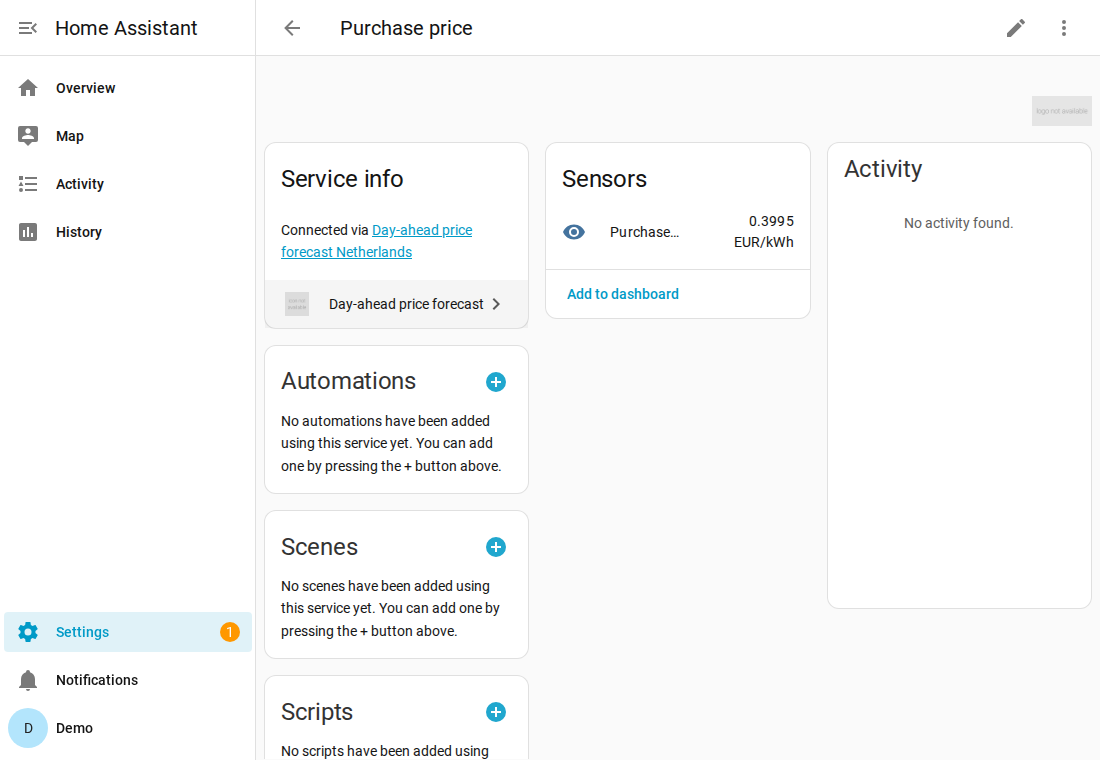 Home Assistant
Purchase price
Overview
Map
Activity
History
Settings
1
Notifications
D
Demo
logo not available
Service info
Connected via Day-ahead price
forecast Netherlands
Day-ahead price forecast
Automations
No automations have been added
using this service yet. You can add
one by pressing the + button above.
Scenes
No scenes have been added using
this service yet. You can add one by
pressing the + button above.
Scripts
No scripts have been added using
Sensors
Purchase…
0.3995
EUR/kWh
Add to dashboard
Activity
No activity found.